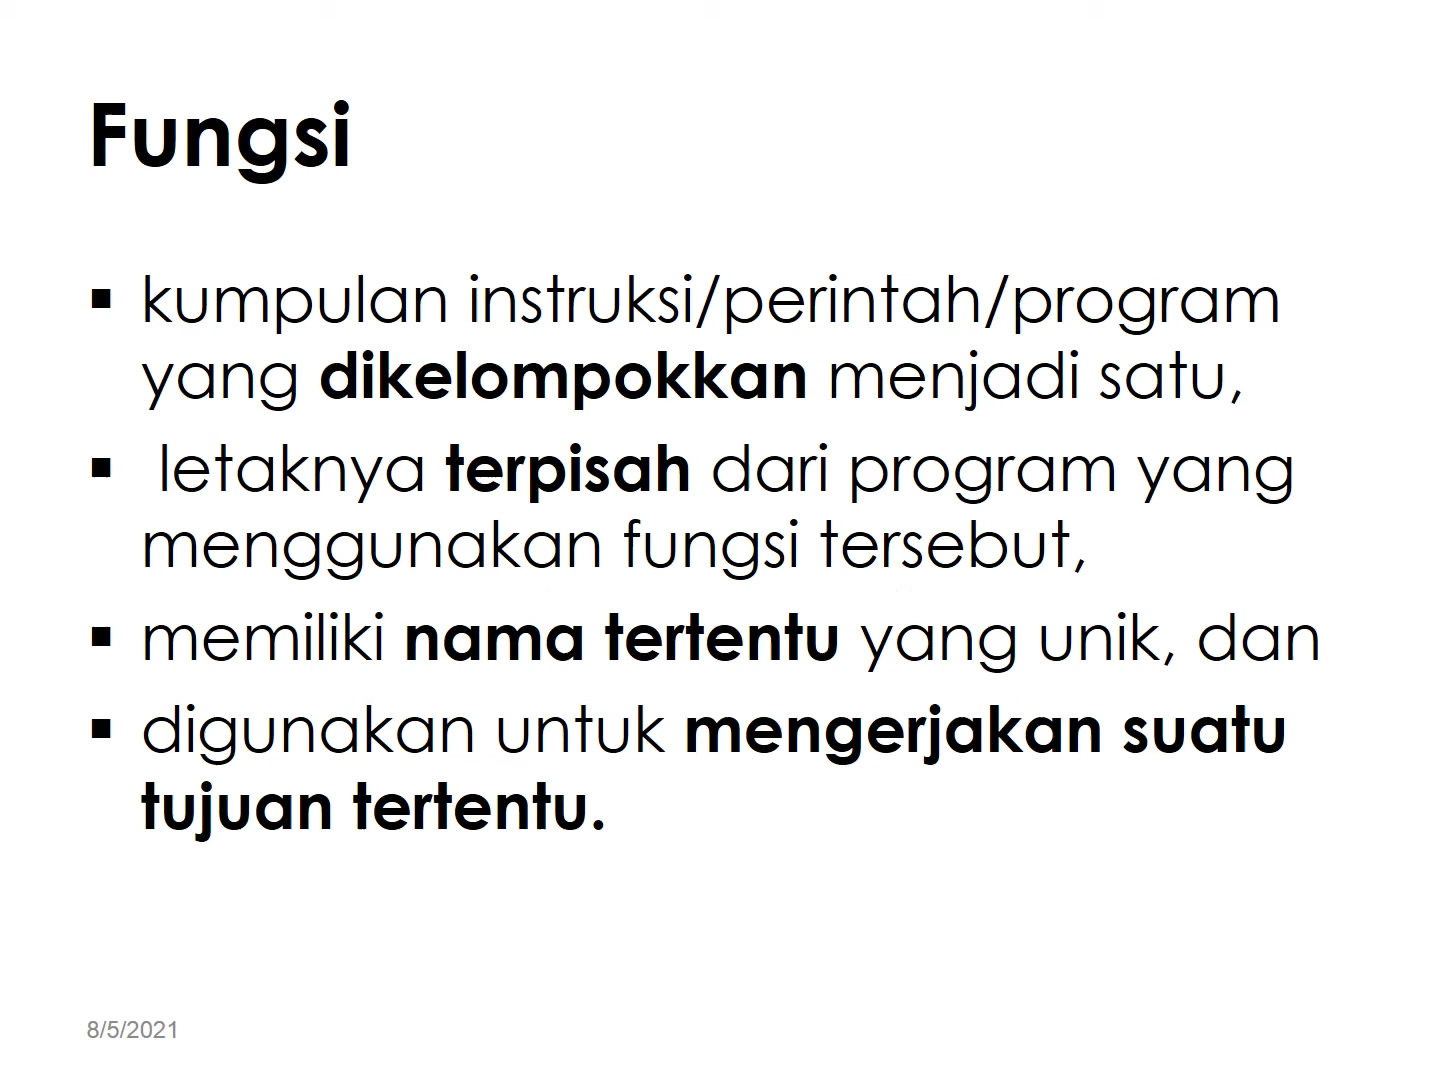 Fungsi
▪ kumpulan instruksi/perintah/program
yang dikelompokkan menjadi satu,
▪ letaknya terpisah dari program yang
menggunakan fungsi tersebut,
▪ memiliki nama tertentu yang unik, dan
▪ digunakan untuk mengerjakan suatu
tujuan tertentu.
8/5/2021